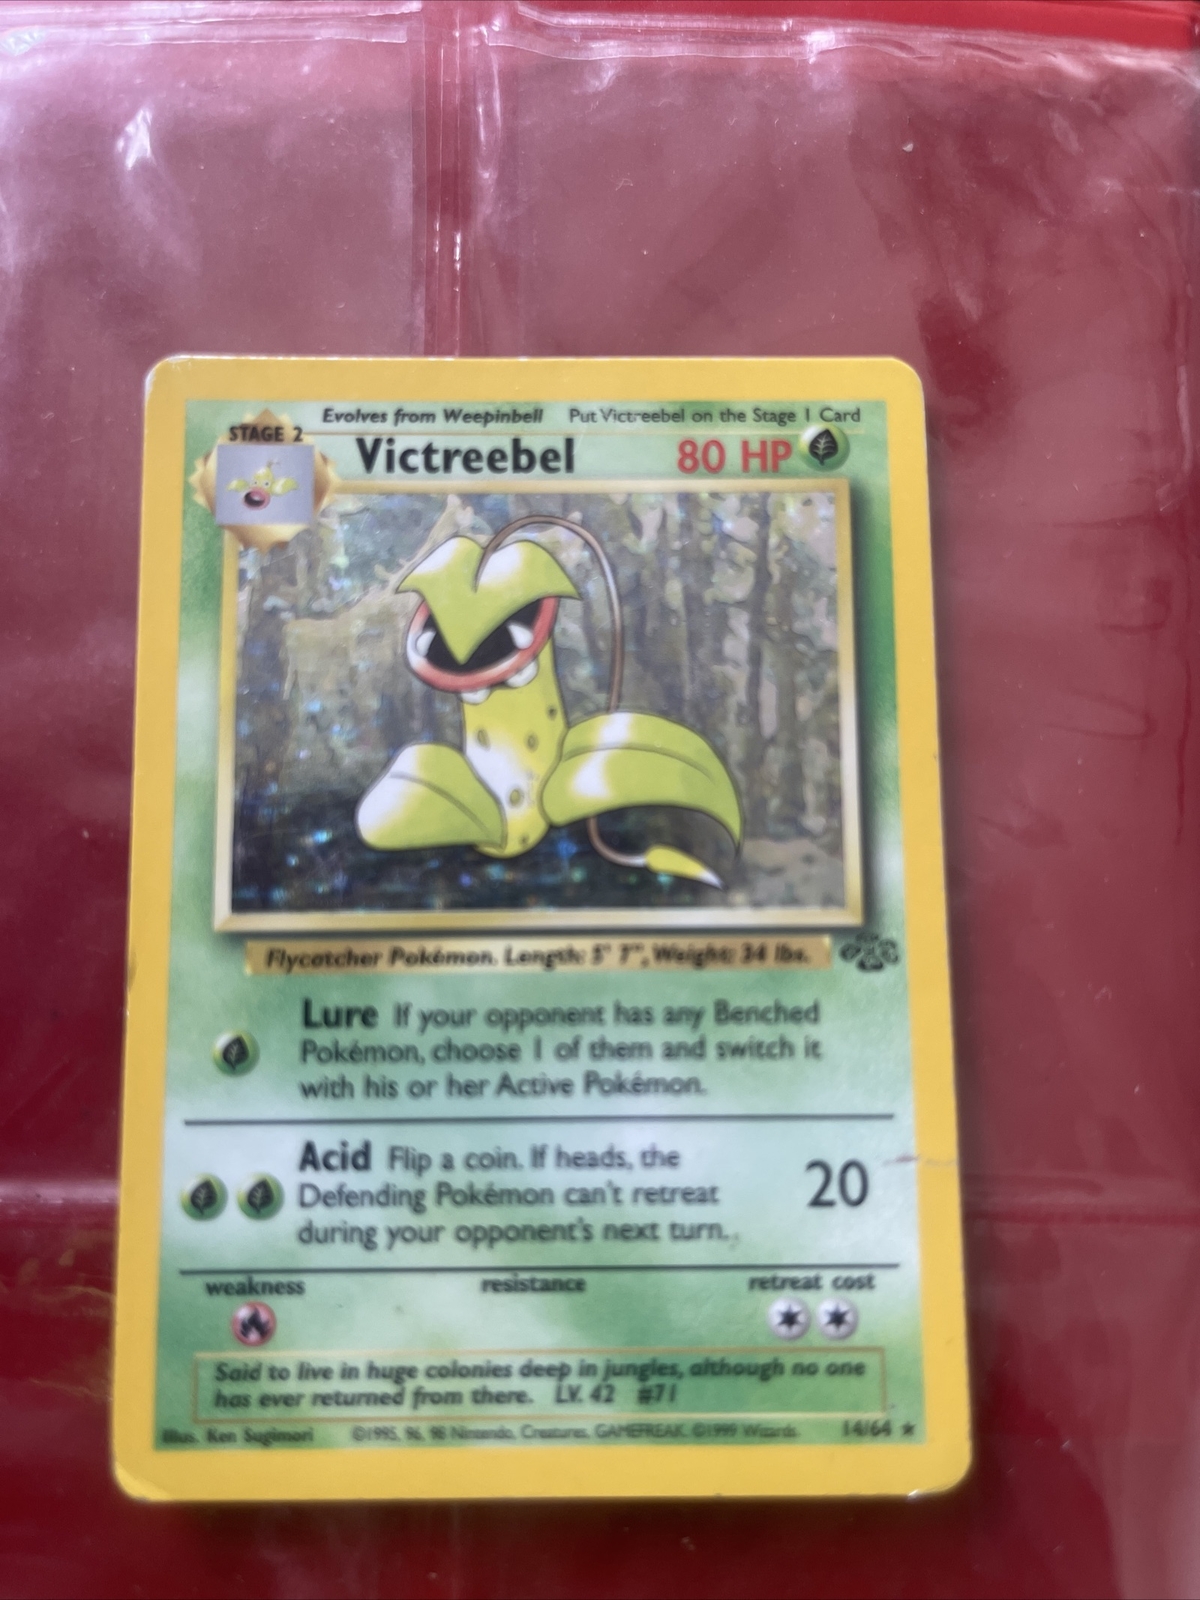 Evolves from Weepinbell Put Victreebel on the Stage 1 Card
STAGE 2
Victreebel 80 HP
Flycatcher Pokémon. Length: 5' 7", Weight: 34 lbs.
Lure If your opponent has any Benched
Pokémon, choose 1 of them and switch it
with his or her Active Pokémon.
Acid Flip a coin. If heads, the
Defending Pokémon can't retreat
during your opponent's next turn.
20
weakness resistance retreat cost
Said to live in huge colonies deep in jungles, although no one
has ever returned from there. LV. 42 #71
Illus. Ken Sugimori ©1995, 96, 98 Nintendo, Creatures, GAMEFREAK. ©1999 Wizards. 14/64 ★